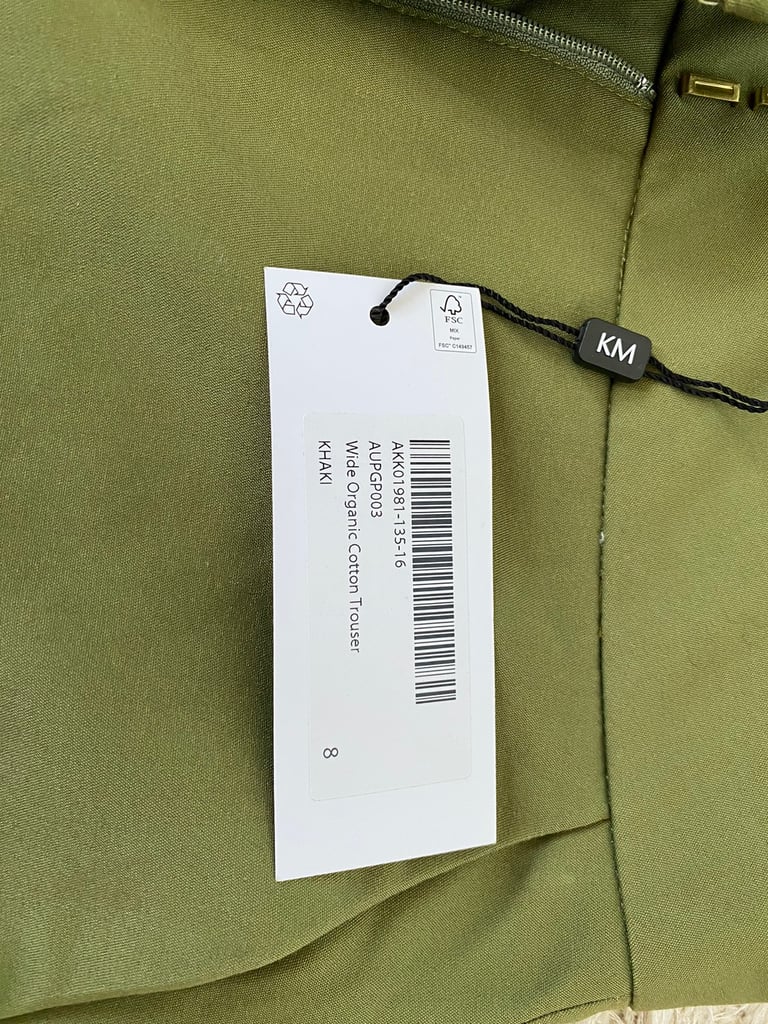 FSC
MIX
Paper
FSC® C149457
KM
AKK01981-135-16
AUPGP003
Wide Organic Cotton Trouser
KHAKI
8